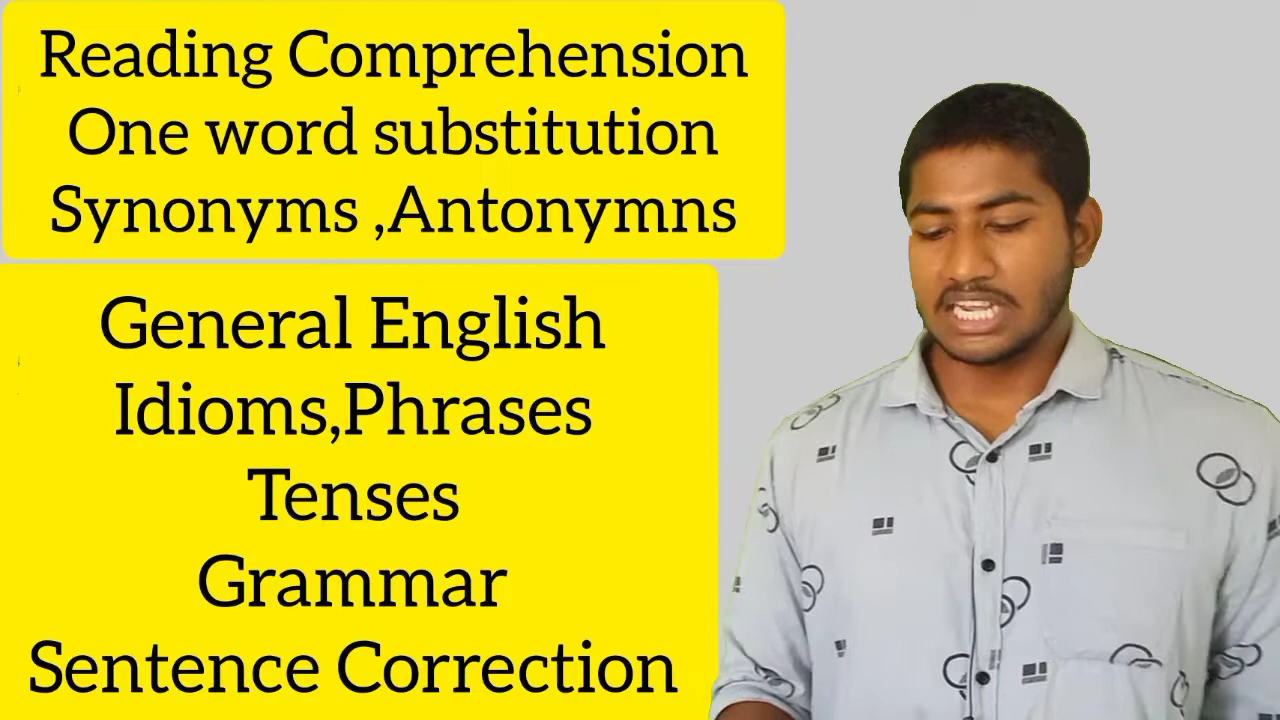 Reading Comprehension
One word substitution
Synonyms ,Antonymns
General English
Idioms,Phrases
Tenses
Grammar
Sentence Correction